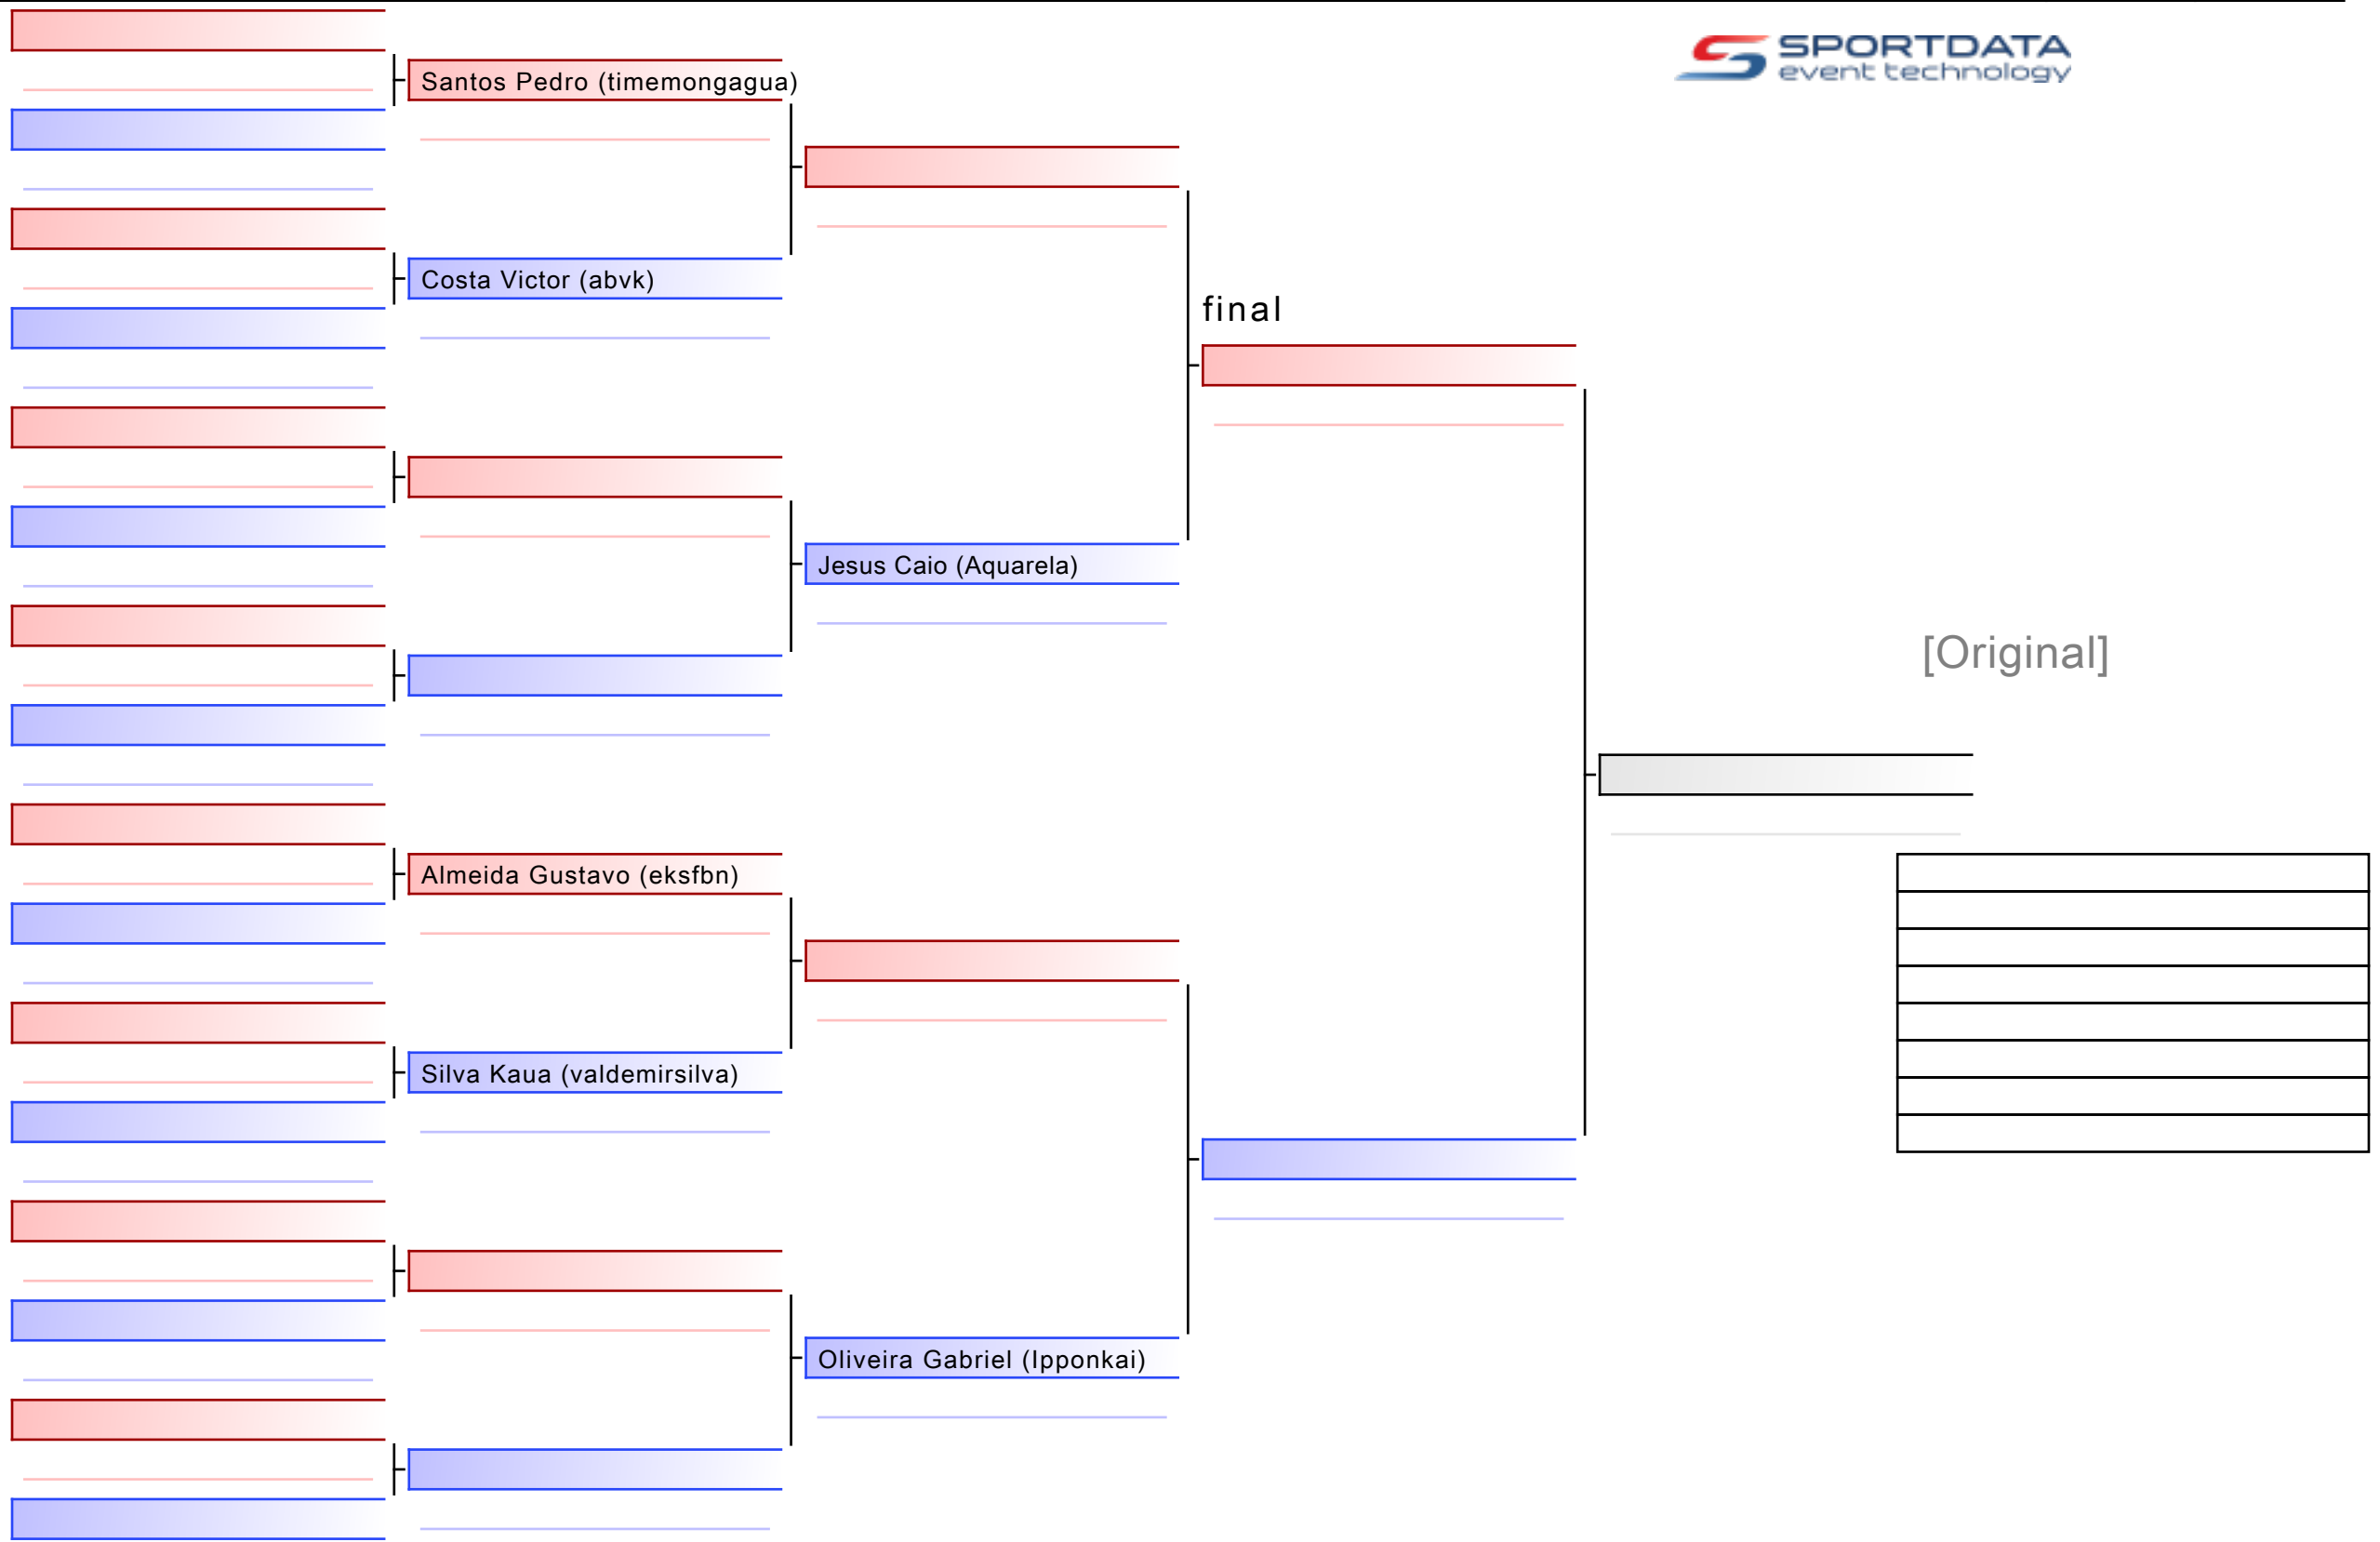 SPORTDATA
event technology
Santos Pedro (timemongagua)
Costa Victor (abvk)
final
Jesus Caio (Aquarela)
[Original]
Almeida Gustavo (eksfbn)
Silva Kaua (valdemirsilva)
Oliveira Gabriel (Ipponkai)